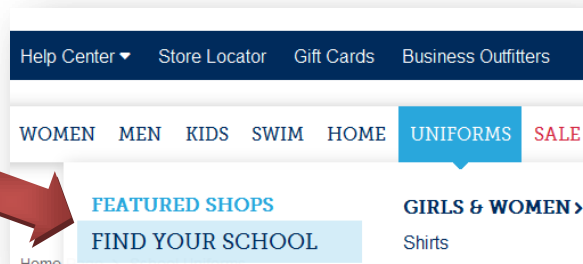 Help Center Store Locator Gift Cards Business Outfitters
WOMEN MEN KIDS SWIM HOME UNIFORMS SALE
FEATURED SHOPS GIRLS & WOMEN >
FIND YOUR SCHOOL Shirts
Home